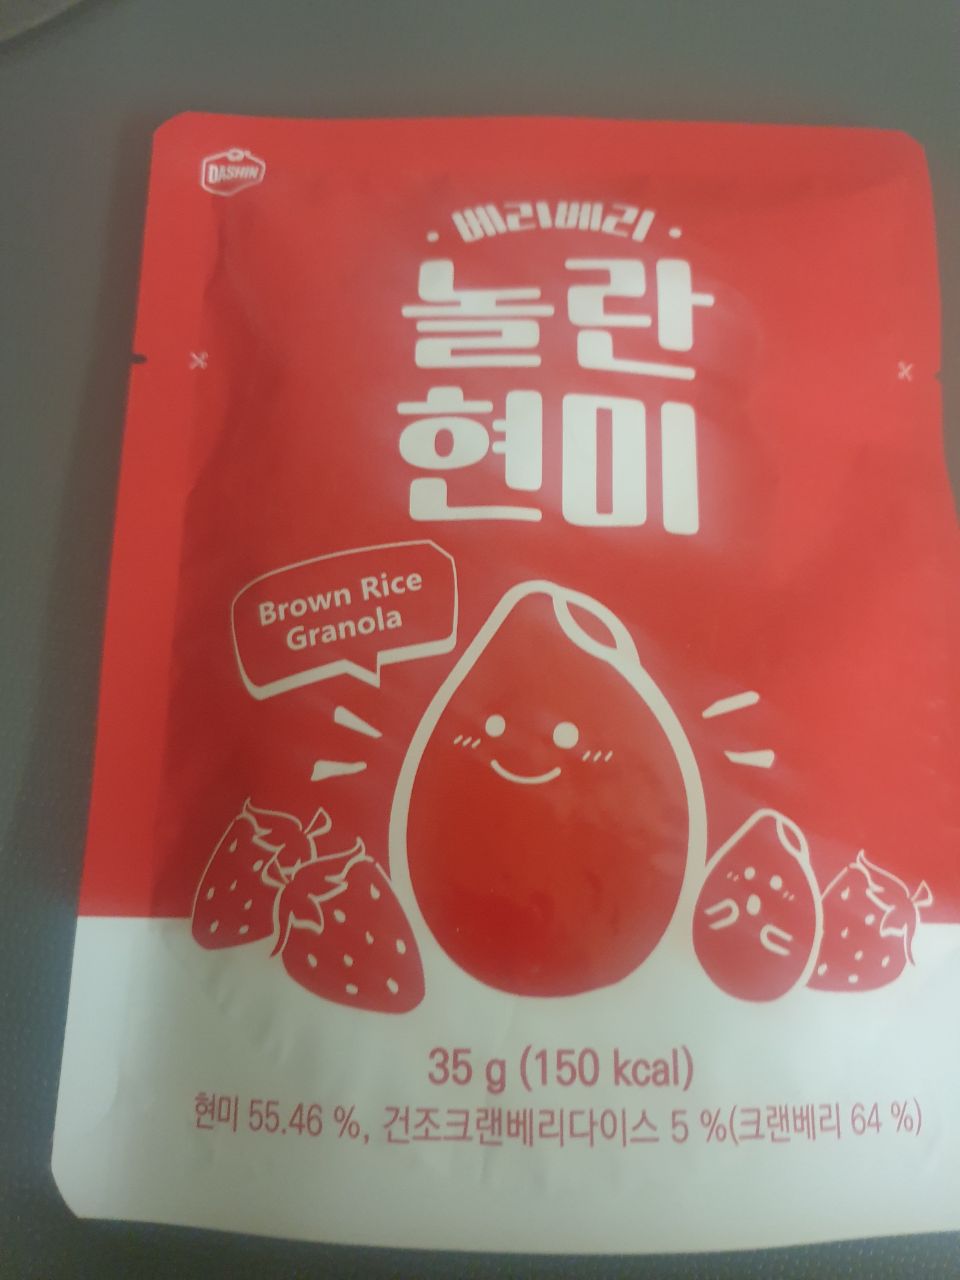 DASHIN
· 베리베리 ·
놀란
현미
Brown Rice
Granola
35 g (150 kcal)
현미 55.46 %, 건조크랜베리다이스 5 %(크랜베리 64 %)